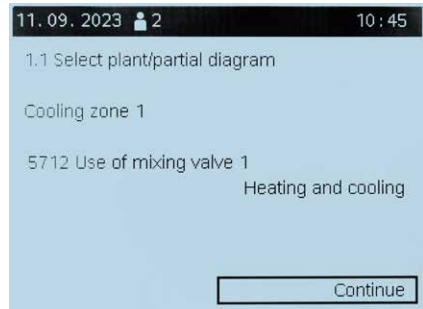 11.09.2023 2 10:45
1.1 Select plant/partial diagram
Cooling zone 1
5712 Use of mixing valve 1
Heating and cooling
Continue